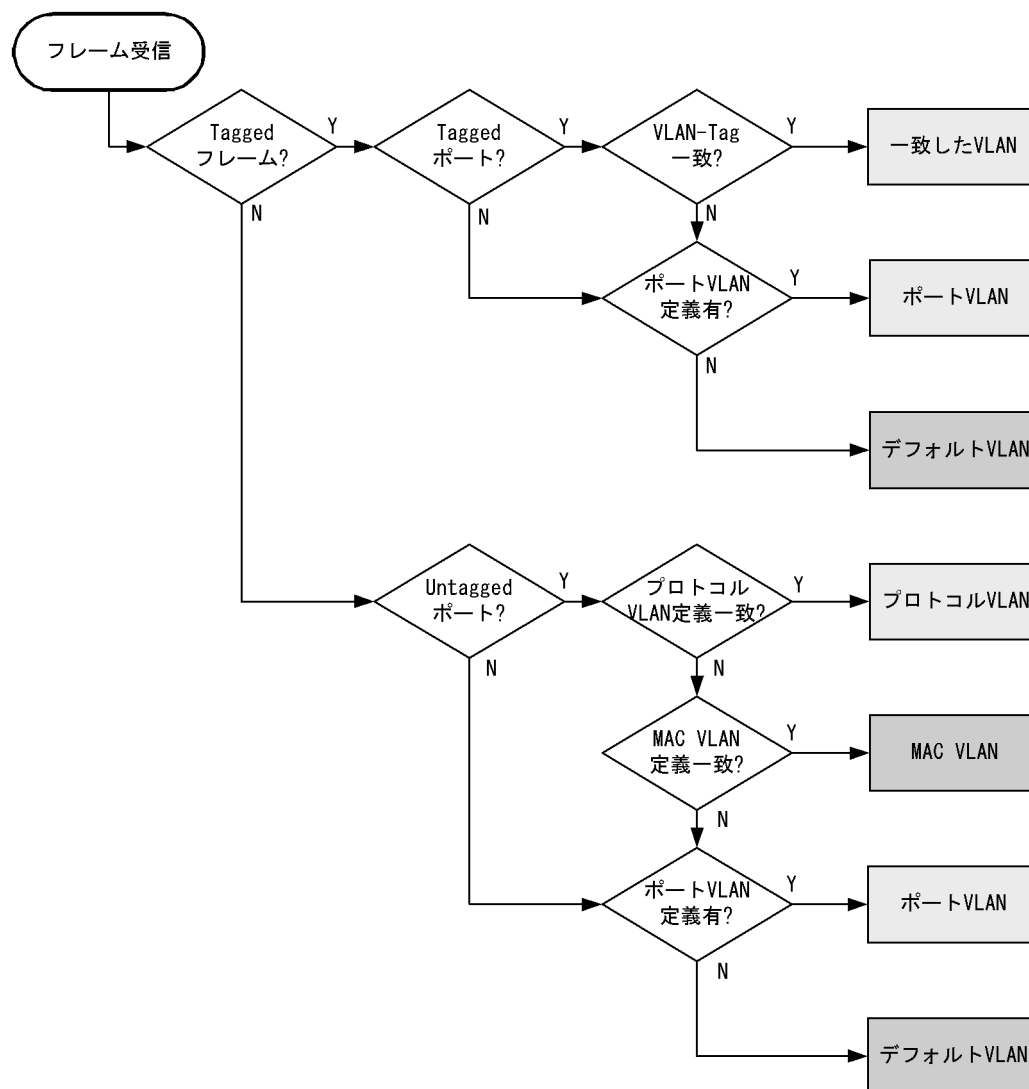 フレーム受信
Tagged
フレーム?
Y
Tagged
ポート?
Y
VLAN-Tag
一致?
Y
一致したVLAN
N
N
N
ポートVLAN
定義有?
Y
ポートVLAN
N
デフォルトVLAN
Untagged
ポート?
Y
プロトコル
VLAN定義一致?
Y
プロトコルVLAN
N
N
MAC VLAN
定義一致?
Y
MAC VLAN
N
ポートVLAN
定義有?
Y
ポートVLAN
N
デフォルトVLAN